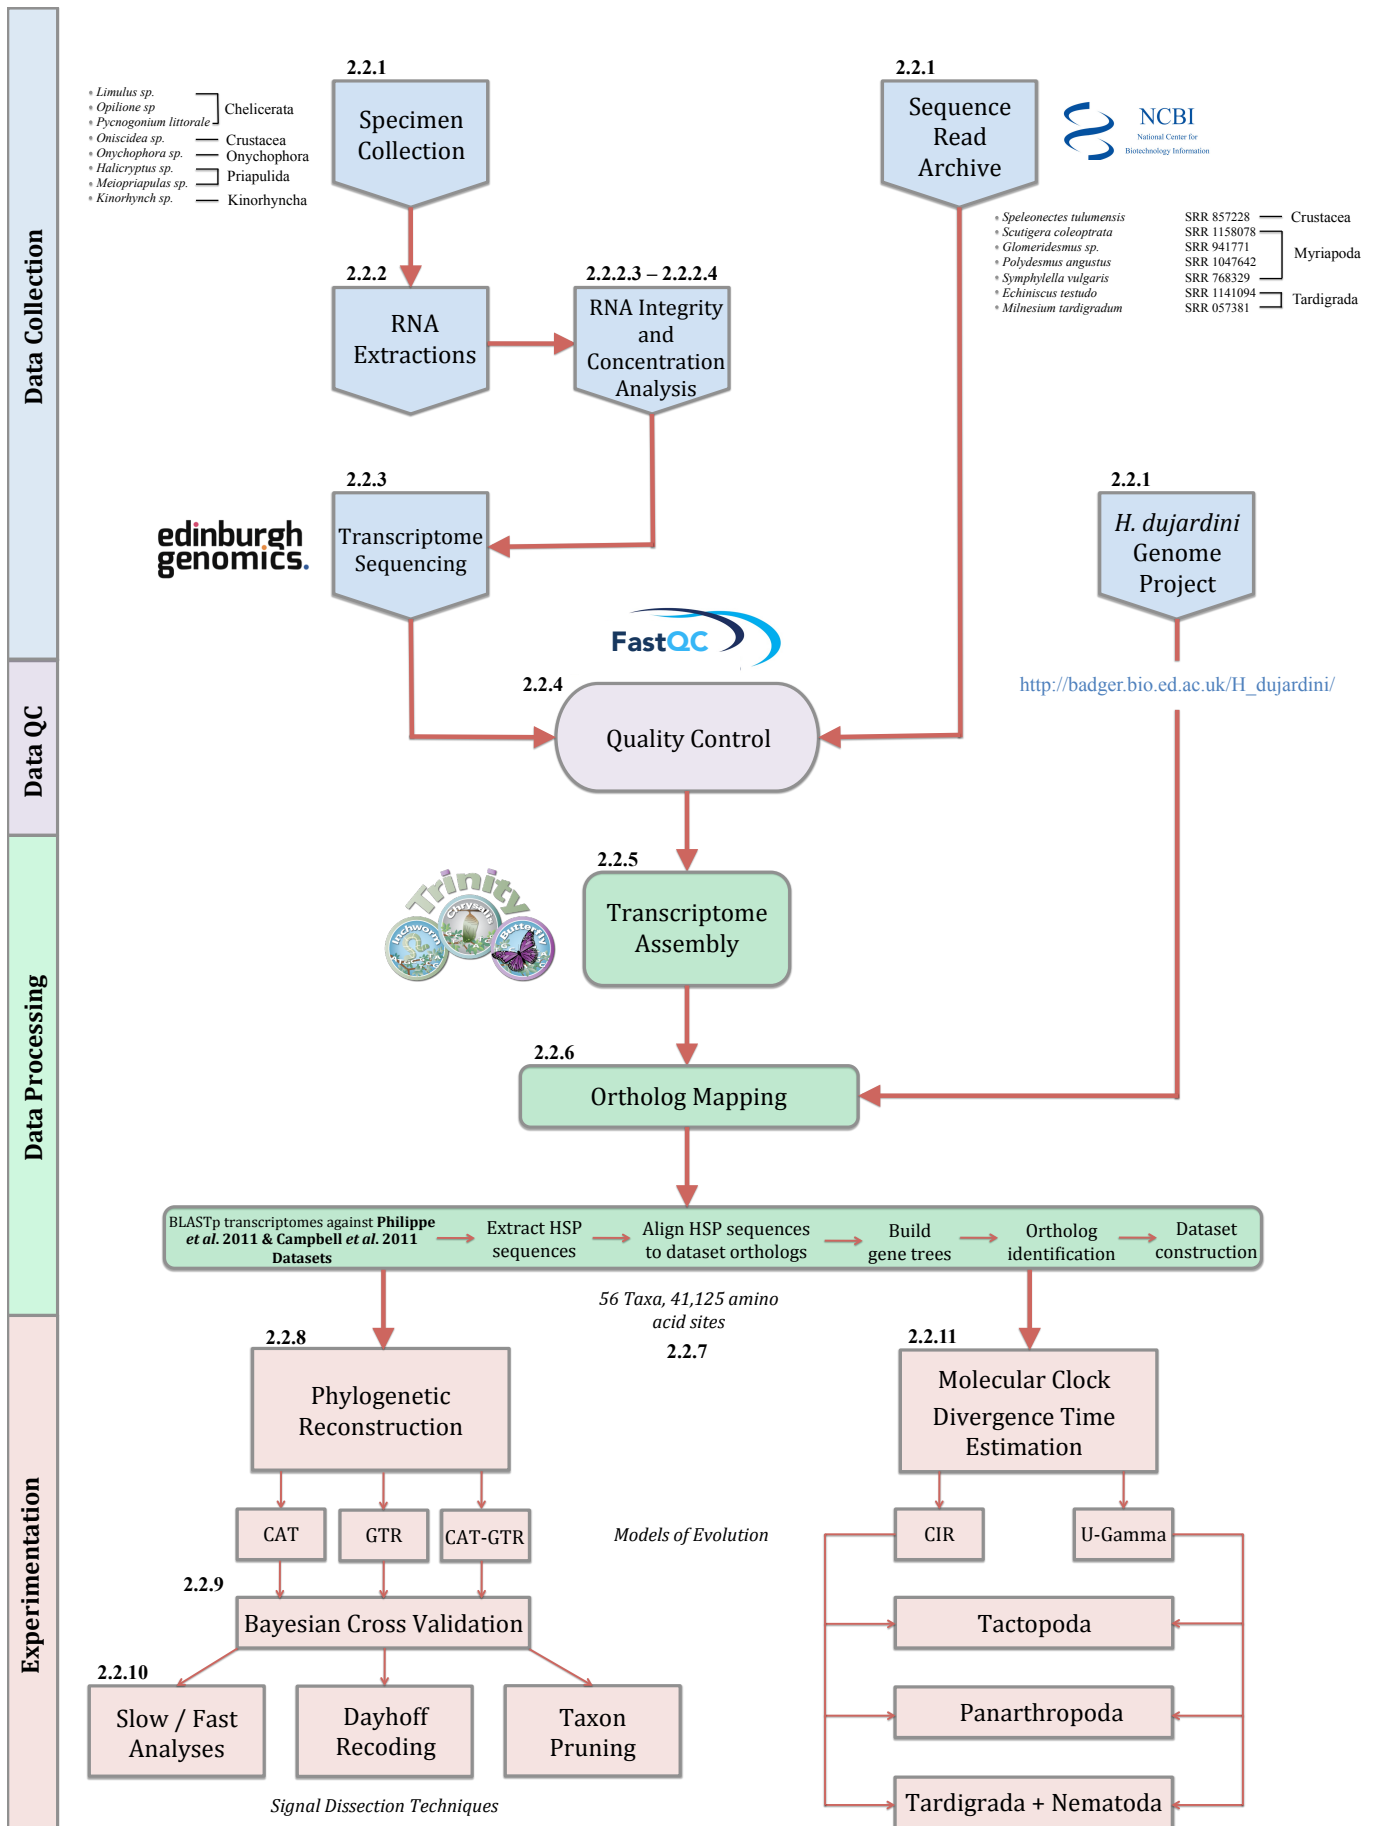 Data Collection
2.2.1
Specimen
Collection
Limulus sp.
Opilione sp
Pycnogonium littorale
Oniscidea sp.
Onychophora sp.
Halicryptus sp.
Meiopriapulas sp.
Kinorhynch sp.
Chelicerata
Crustacea
Onychophora
Priapulida
Kinorhyncha
2.2.1
Sequence
Read
Archive
NCBI
National Center for
Biotechnology Information
Speleonectes tulumensis SRR 857228 Crustacea
Scutigera coleoptrata SRR 1158078
Glomeridesmus sp. SRR 941771
Polydesmus angustus SRR 1047642
Symphylella vulgaris SRR 768329
Myriapoda
Echiniscus testudo SRR 1141094
Milnesium tardigradum SRR 057381
Tardigrada
2.2.2
RNA
Extractions
2.2.2.3 – 2.2.2.4
RNA Integrity
and
Concentration
Analysis
2.2.3
Transcriptome
Sequencing
edinburgh
genomics.
2.2.1
H. dujardini
Genome
Project
http://badger.bio.ed.ac.uk/H_dujardini/
Data QC
FastQC
2.2.4
Quality Control
Data Processing
2.2.5
Transcriptome
Assembly
Trinity
Inchworm
Chrysalis
Butterfly
2.2.6
Ortholog Mapping
BLASTp transcriptomes against Philippe
et al. 2011 & Campbell et al. 2011
Datasets
Extract HSP
sequences
Align HSP sequences
to dataset orthologs
Build
gene trees
Ortholog
identification
Dataset
construction
56 Taxa, 41,125 amino
acid sites
2.2.7
Experimentation
2.2.8
Phylogenetic
Reconstruction
CAT
GTR
CAT-GTR
2.2.9
Bayesian Cross Validation
2.2.10
Slow / Fast
Analyses
Dayhoff
Recoding
Taxon
Pruning
Signal Dissection Techniques
Models of Evolution
2.2.11
Molecular Clock
Divergence Time
Estimation
CIR
U-Gamma
Tactopoda
Panarthropoda
Tardigrada + Nematoda